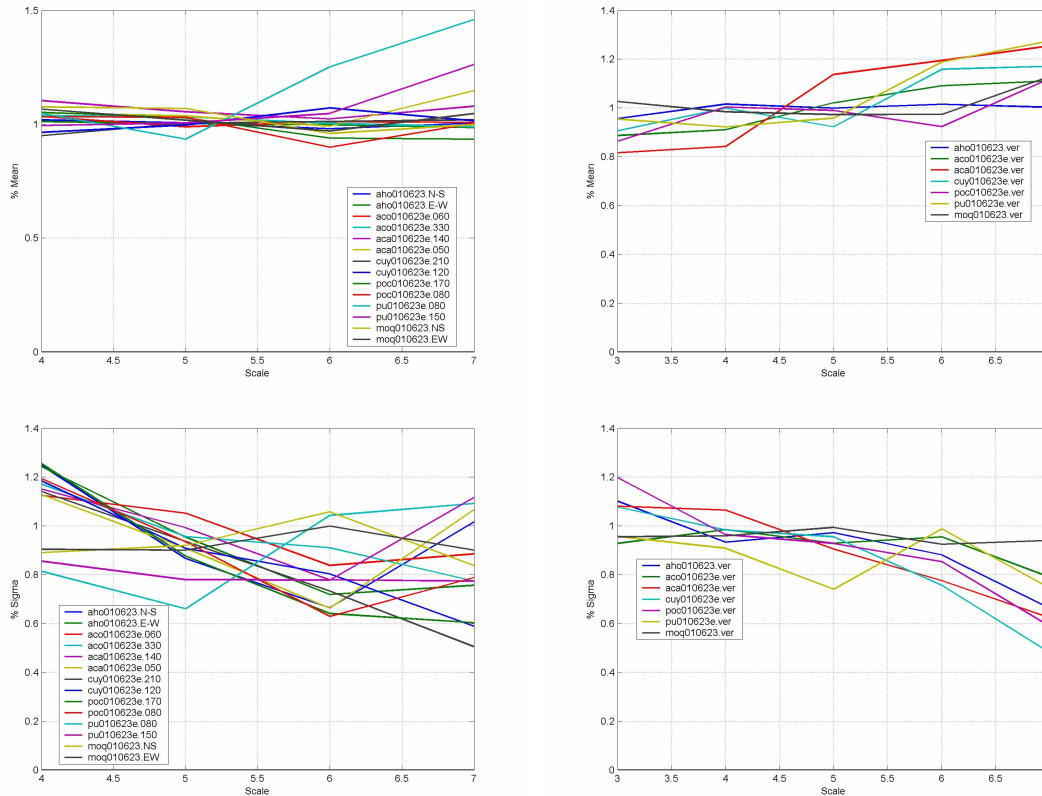 1.5
1
0.5
0
% Mean
4
4.5
5
5.5
6
6.5
7
Scale
aho010623.N-S
aho010623.E-W
aco010623e.060
aco010623e.330
aca010623e.140
aca010623e.050
cuy010623e.210
cuy010623e.120
poc010623e.170
poc010623e.080
pu010623e.080
pu010623e.150
moq010623.NS
moq010623.EW
1.4
1.2
1
0.8
0.6
0.4
0.2
0
% Mean
3
3.5
4
4.5
5
5.5
6
6.5
Scale
aho010623.ver
aco010623e.ver
aca010623e.ver
cuy010623e.ver
poc010623e.ver
pu010623e.ver
moq010623.ver
1.4
1.2
1
0.8
0.6
0.4
0.2
0
% Sigma
4
4.5
5
5.5
6
6.5
7
Scale
aho010623.N-S
aho010623.E-W
aco010623e.060
aco010623e.330
aca010623e.140
aca010623e.050
cuy010623e.210
cuy010623e.120
poc010623e.170
poc010623e.080
pu010623e.080
pu010623e.150
moq010623.NS
moq010623.EW
1.4
1.2
1
0.8
0.6
0.4
0.2
0
% Sigma
3
3.5
4
4.5
5
5.5
6
6.5
Scale
aho010623.ver
aco010623e.ver
aca010623e.ver
cuy010623e.ver
poc010623e.ver
pu010623e.ver
moq010623.ver